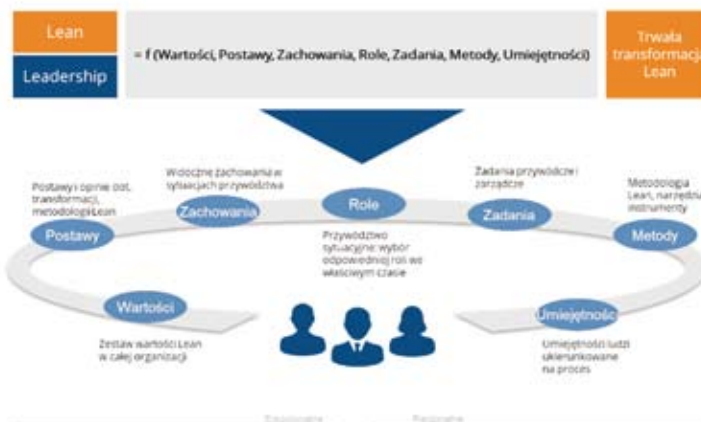 Lean
Leadership
= f (Wartości, Postawy, Zachowania, Role, Zadania, Metody, Umiejętności)
Trwała
transformacja
Lean
Postawy i opinie dot.
transformacji,
metodologii Lean
Postawy
Widoczne zachowania w
sytuacjach przywództwa
Zachowania
Role
Przywództwo
sytuacyjne: wybór
odpowiedniej roli we
właściwym czasie
Zadania przywódcze i
zarządcze
Zadania
Metodologia
Lean, narzędzia
instrumenty
Metody
Wartości
Zestaw wartości Lean
w całej organizacji
Umiejętności
Umiejętności ludzi
ukierunkowane
na proces